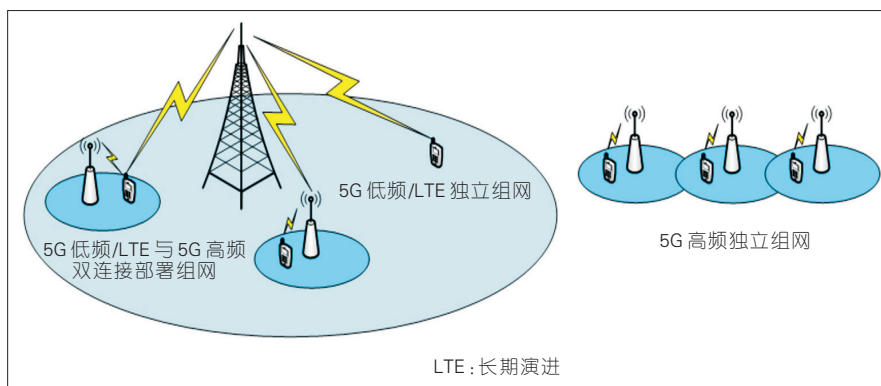 5G 低频/LTE 独立组网
5G 低频/LTE 与 5G 高频
双连接部署组网
5G 高频独立组网
LTE：长期演进